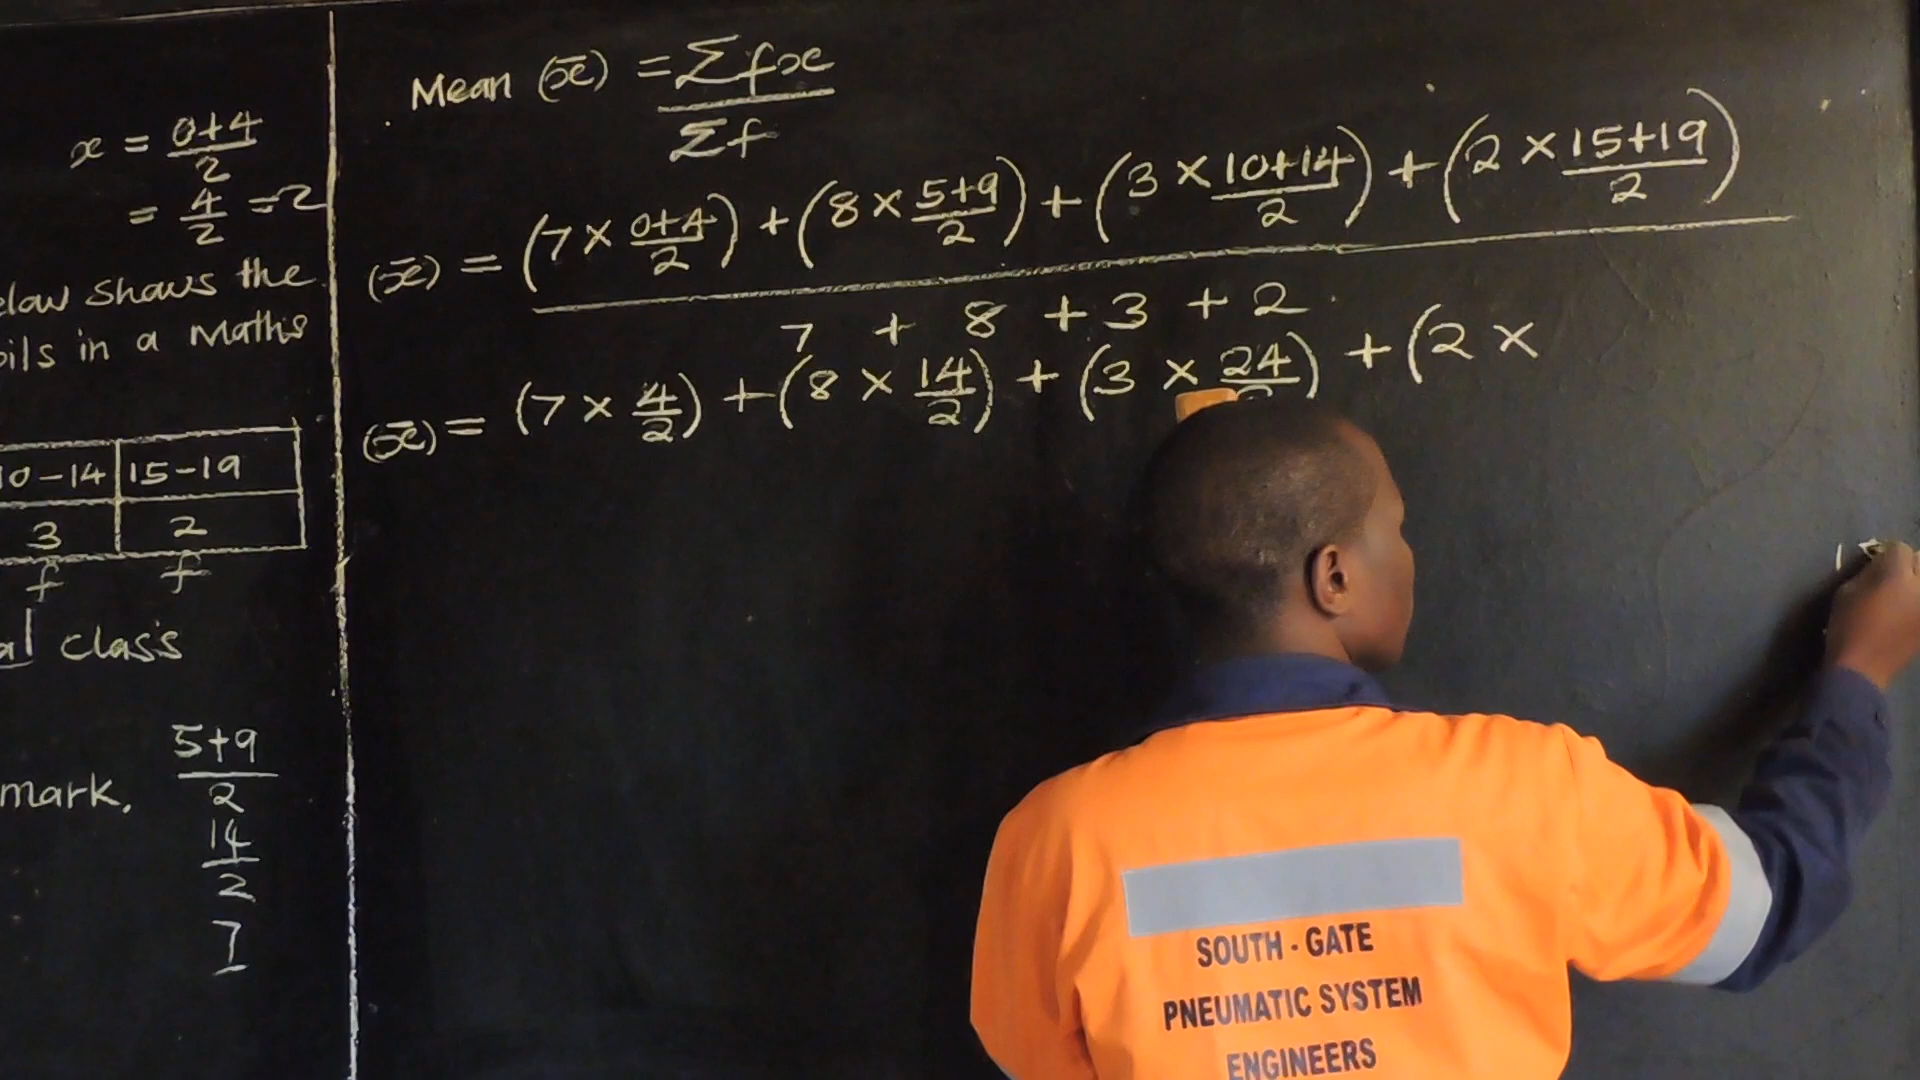 x = 0+4/2
= 4/2 = 2
shows the
in a Maths
10-14 | 15-19
3 | 2
f f
class
mark.
5+9/2
14/2
7
Mean (x̄) = Σfx/Σf
(x̄) = (7 × 0+4/2) + (8 × 5+9/2) + (3 × 10+14/2) + (2 × 15+19/2)
7 + 8 + 3 + 2
(x̄) = (7 × 4/2) + (8 × 14/2) + (3 × 24/2) + (2 ×
SOUTH - GATE
PNEUMATIC SYSTEM
ENGINEERS